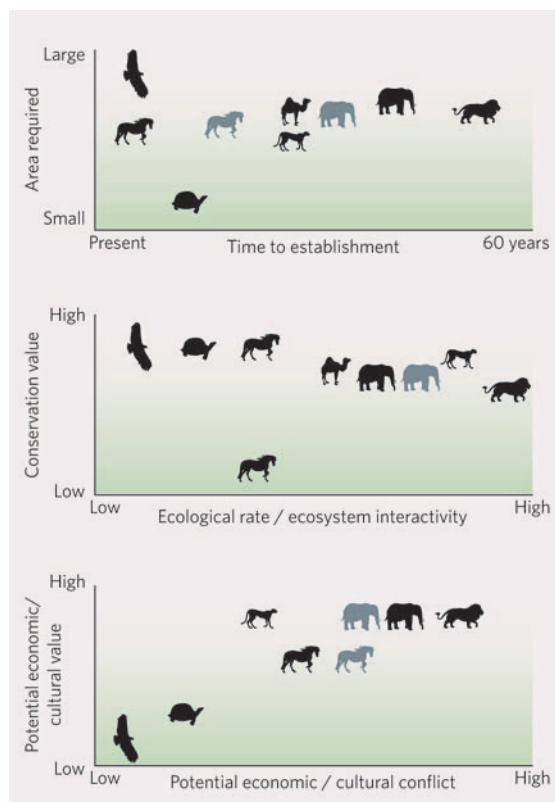 Large
Area required
Small
Present
Time to establishment
60 years
High
Conservation value
Low
Low
Ecological rate / ecosystem interactivity
High
High
Potential economic/
cultural value
Low
Low
Potential economic / cultural conflict
High